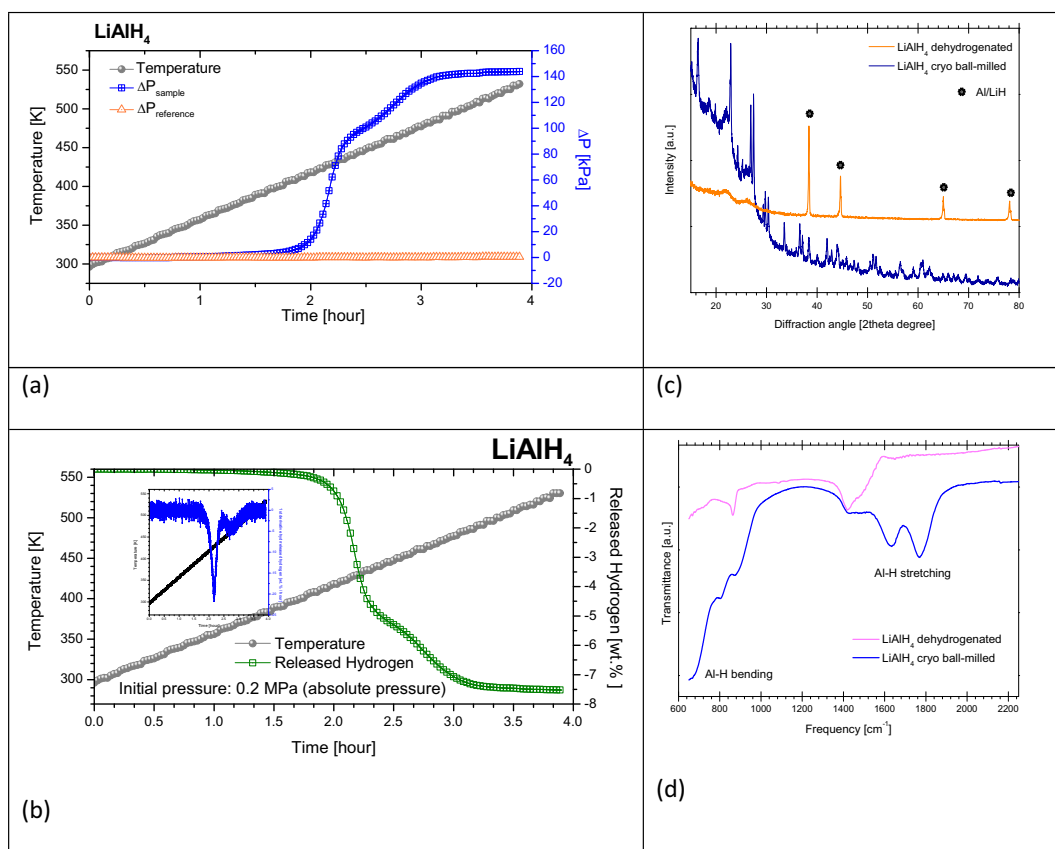 LiAlH4
Temperature
ΔPsample
ΔPreference
Temperature [K]
550
500
450
400
350
300
160
140
120
100
80
60
40
20
0
-20
ΔP [kPa]
0 1 2 3 4
Time [hour]
(a)
LiAlH4 dehydrogenated
LiAlH4 cryo ball-milled
Al/LiH
Intensity [a.u.]
20 30 40 50 60 70 80
Diffraction angle [2theta degree]
(c)
LiAlH4
Temperature [K]
550
500
450
400
350
300
0
-1
-2
-3
-4
-5
-6
-7
-8
Released Hydrogen [wt.% ]
Temperature
Released Hydrogen
Initial pressure: 0.2 MPa (absolute pressure)
0.0 0.5 1.0 1.5 2.0 2.5 3.0 3.5 4.0
Time [hour]
(b)
Transmittance [a.u.]
Al-H stretching
LiAlH4 dehydrogenated
LiAlH4 cryo ball-milled
Al-H bending
600 800 1000 1200 1400 1600 1800 2000 2200
Frequency [cm-1]
(d)